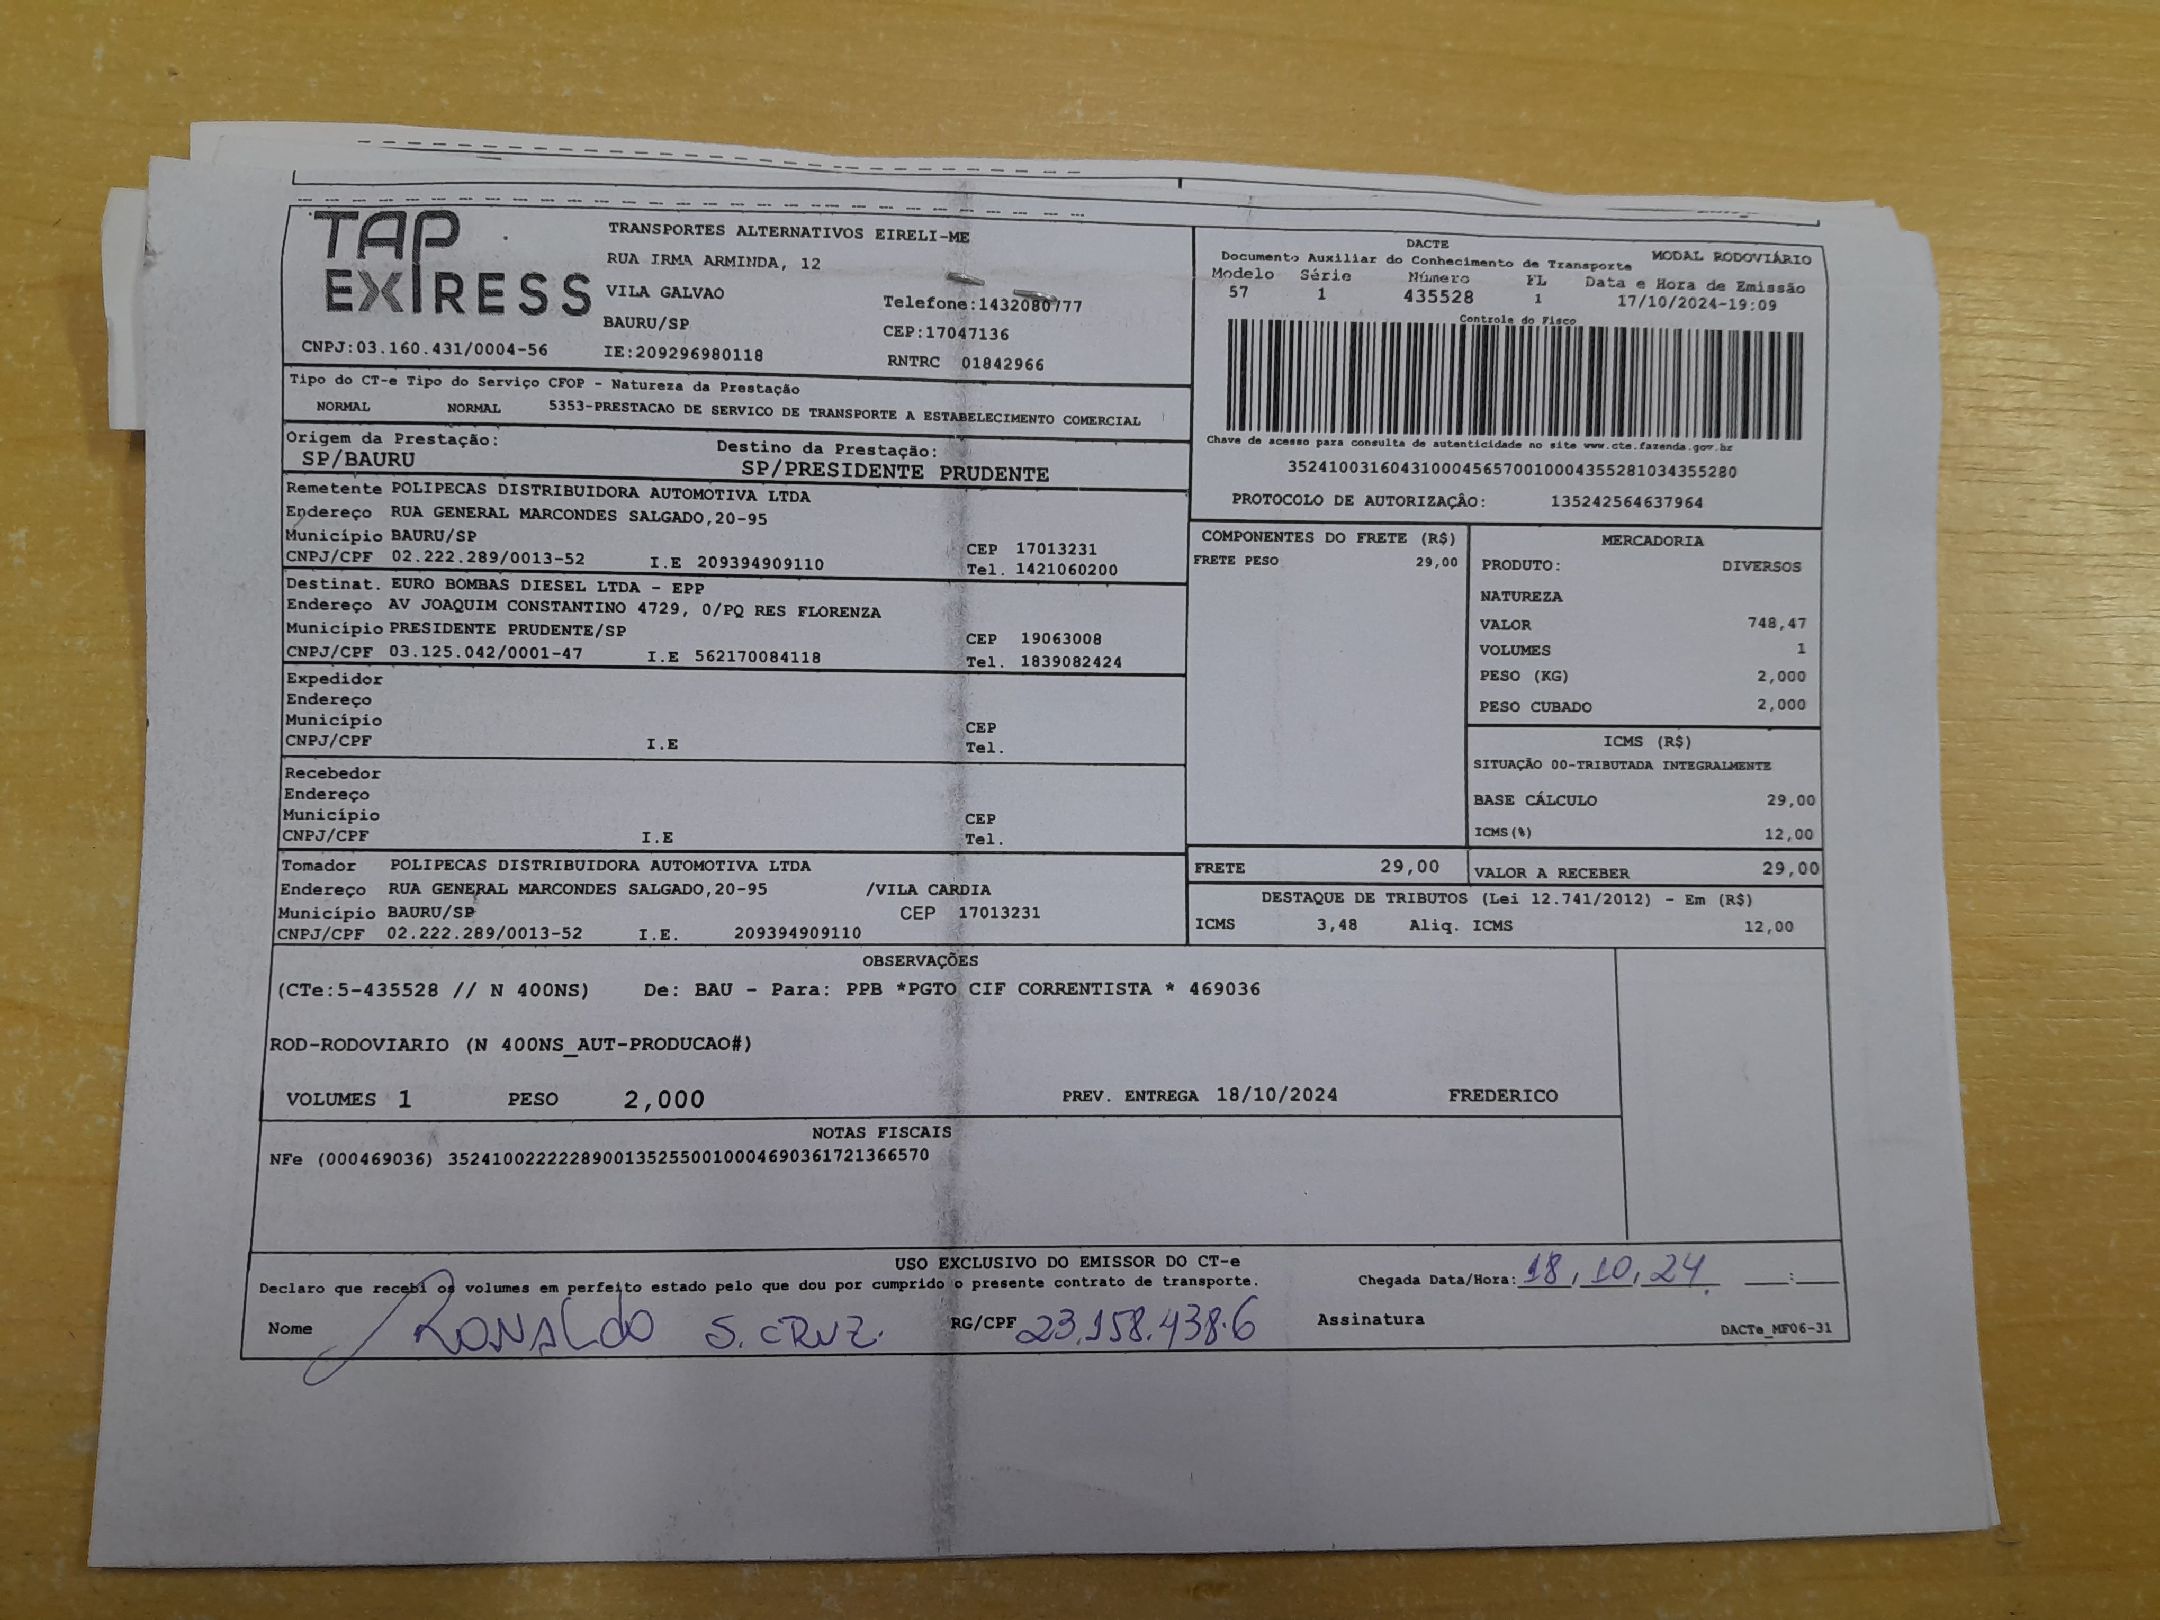 TAP
EXPRESS
TRANSPORTES ALTERNATIVOS EIRELI-ME
RUA IRMA ARMINDA, 12
VILA GALVAO
Telefone:1432080777
BAURU/SP
CEP:17047136
CNPJ:03.160.431/0004-56 IE:209296980118 RNTRC 01842966
DACTE
Documento Auxiliar do Conhecimento de Transporte
MODAL RODOVIÁRIO
Modelo Série Número FL Data e Hora de Emissão
57 1 435528 1 17/10/2024-19:09
Controle do Fisco
Chave de acesso para consulta de autenticidade no site www.cte.fazenda.gov.br
35241003160431000456570010004355281034355280
PROTOCOLO DE AUTORIZAÇÂO: 135242564637964
Tipo do CT-e Tipo do Serviço CFOP - Natureza da Prestação
NORMAL NORMAL 5353-PRESTACAO DE SERVICO DE TRANSPORTE A ESTABELECIMENTO COMERCIAL
Origem da Prestação: Destino da Prestação:
SP/BAURU SP/PRESIDENTE PRUDENTE
Remetente POLIPECAS DISTRIBUIDORA AUTOMOTIVA LTDA
Endereço RUA GENERAL MARCONDES SALGADO,20-95
Município BAURU/SP CEP 17013231
CNPJ/CPF 02.222.289/0013-52 I.E 209394909110 Tel. 1421060200
Destinat. EURO BOMBAS DIESEL LTDA - EPP
Endereço AV JOAQUIM CONSTANTINO 4729, 0/PQ RES FLORENZA
Município PRESIDENTE PRUDENTE/SP CEP 19063008
CNPJ/CPF 03.125.042/0001-47 I.E 562170084118 Tel. 1839082424
Expedidor
Endereço
Município CEP
CNPJ/CPF I.E Tel.
Recebedor
Endereço
Município CEP
CNPJ/CPF I.E Tel.
Tomador POLIPECAS DISTRIBUIDORA AUTOMOTIVA LTDA
Endereço RUA GENERAL MARCONDES SALGADO,20-95 /VILA CARDIA
Município BAURU/SP CEP 17013231
CNPJ/CPF 02.222.289/0013-52 I.E. 209394909110
COMPONENTES DO FRETE (R$)
FRETE PESO 29,00
MERCADORIA
PRODUTO: DIVERSOS
NATUREZA
VALOR 748,47
VOLUMES 1
PESO (KG) 2,000
PESO CUBADO 2,000
ICMS (R$)
SITUAÇÃO 00-TRIBUTADA INTEGRALMENTE
BASE CÁLCULO 29,00
ICMS(%) 12,00
FRETE 29,00 VALOR A RECEBER 29,00
DESTAQUE DE TRIBUTOS (Lei 12.741/2012) - Em (R$)
ICMS 3,48 Aliq. ICMS 12,00
OBSERVAÇÕES
(CTe:5-435528 // N 400NS) De: BAU - Para: PPB *PGTO CIF CORRENTISTA * 469036
ROD-RODOVIARIO (N 400NS_AUT-PRODUCAO#)
VOLUMES 1 PESO 2,000 PREV. ENTREGA 18/10/2024 FREDERICO
NOTAS FISCAIS
NFe (000469036) 35241002222289001352550010004690361721366570
USO EXCLUSIVO DO EMISSOR DO CT-e
Declaro que recebi os volumes em perfeito estado pelo que dou por cumprido o presente contrato de transporte. Chegada Data/Hora: 18,10,24 __:__
Nome RONALDO S. CRUZ. RG/CPF 23.158.438.6 Assinatura
DACTe_MF06-31